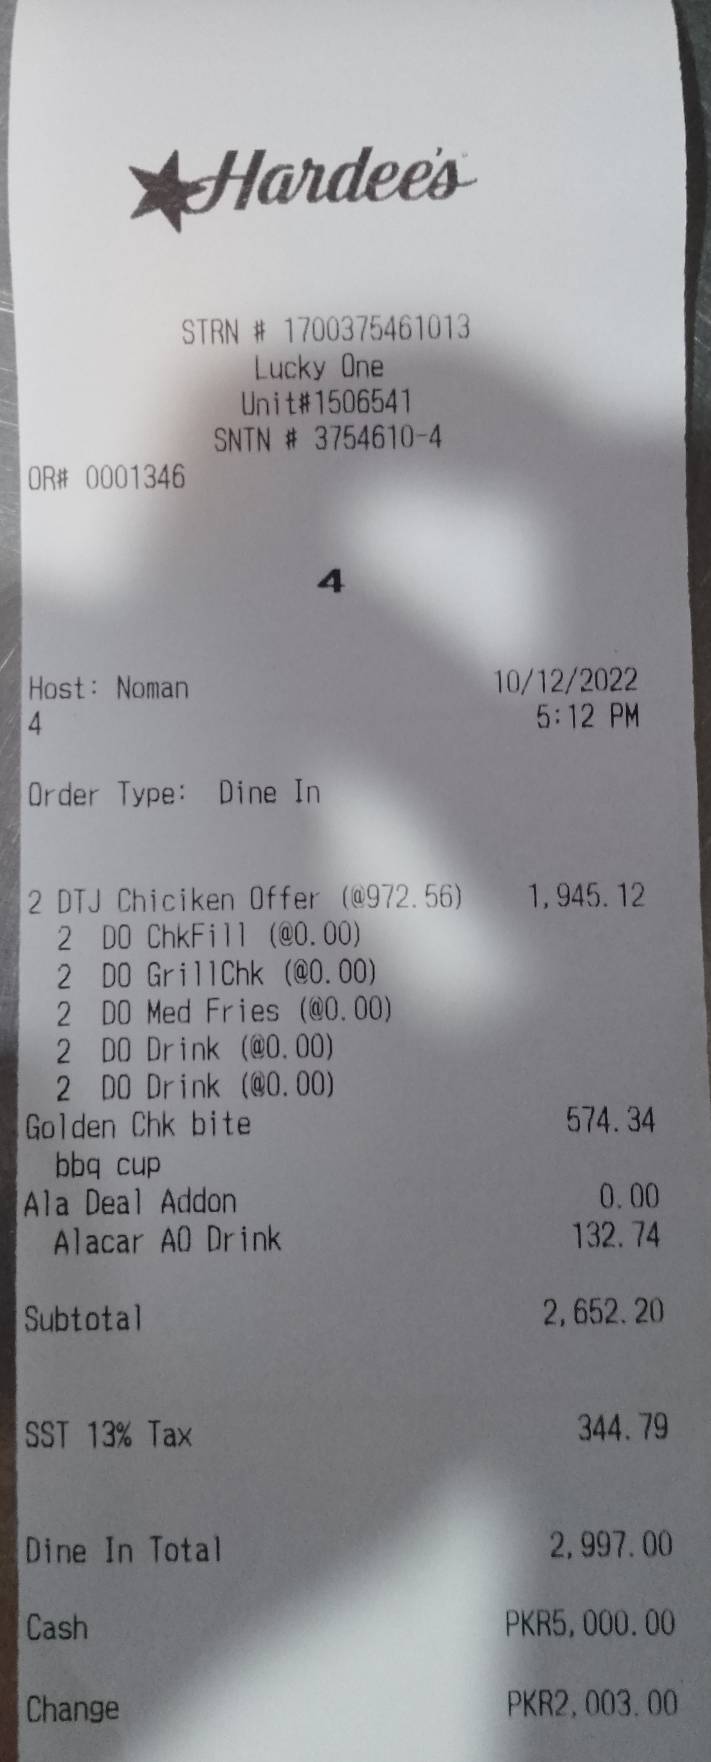 Hardee's
STRN # 1700375461013
Lucky One
Unit#1506541
SNTN # 3754610-4
OR# 0001346
4
Host: Noman 10/12/2022
4 5:12 PM
Order Type: Dine In
2 DTJ Chiciken Offer (@972.56) 1,945.12
2 DO ChkFill (@0.00)
2 DO GrillChk (@0.00)
2 DO Med Fries (@0.00)
2 DO Drink (@0.00)
2 DO Drink (@0.00)
Golden Chk bite 574.34
bbq cup
Ala Deal Addon 0.00
Alacar AO Drink 132.74
Subtotal 2,652.20
SST 13% Tax 344.79
Dine In Total 2,997.00
Cash PKR5,000.00
Change PKR2,003.00